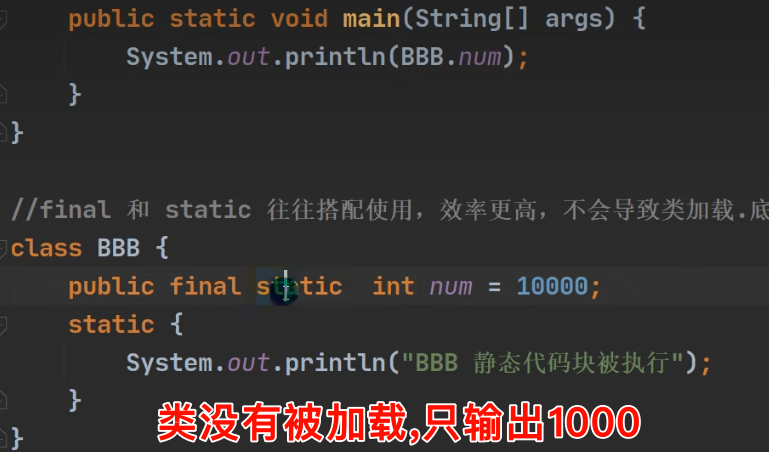 public static void main(String[] args) {
System.out.println(BBB.num);
}
}
//final 和 static 往往搭配使用，效率更高，不会导致类加载.底
class BBB {
public final static  int num = 10000;
static {
System.out.println("BBB 静态代码块被执行");
}
类没有被加载,只输出1000
}